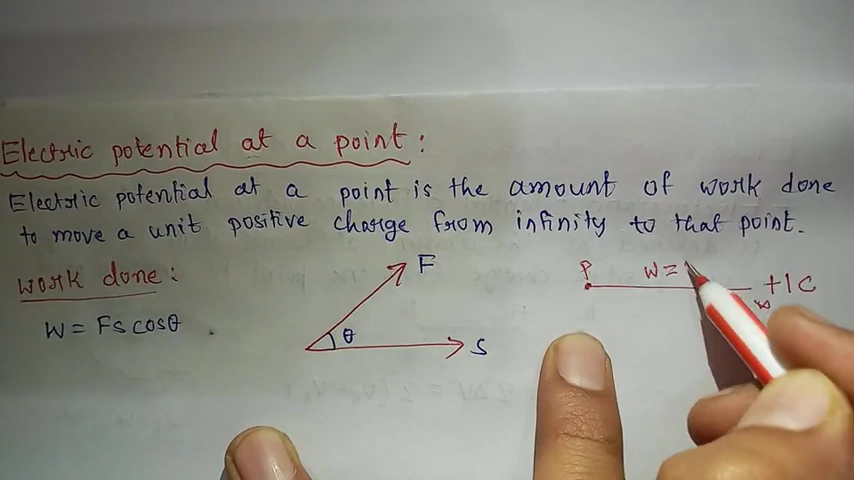 Electric potential at a point:
Electric potential at a point is the amount of work done
to move a unit positive charge from infinity to that point.
Work done:
W = Fs cosθ
F
θ
S
P
W =
+1C
∞